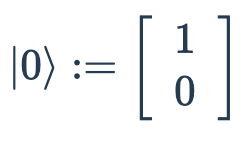 |0⟩ := [ 1
0 ]